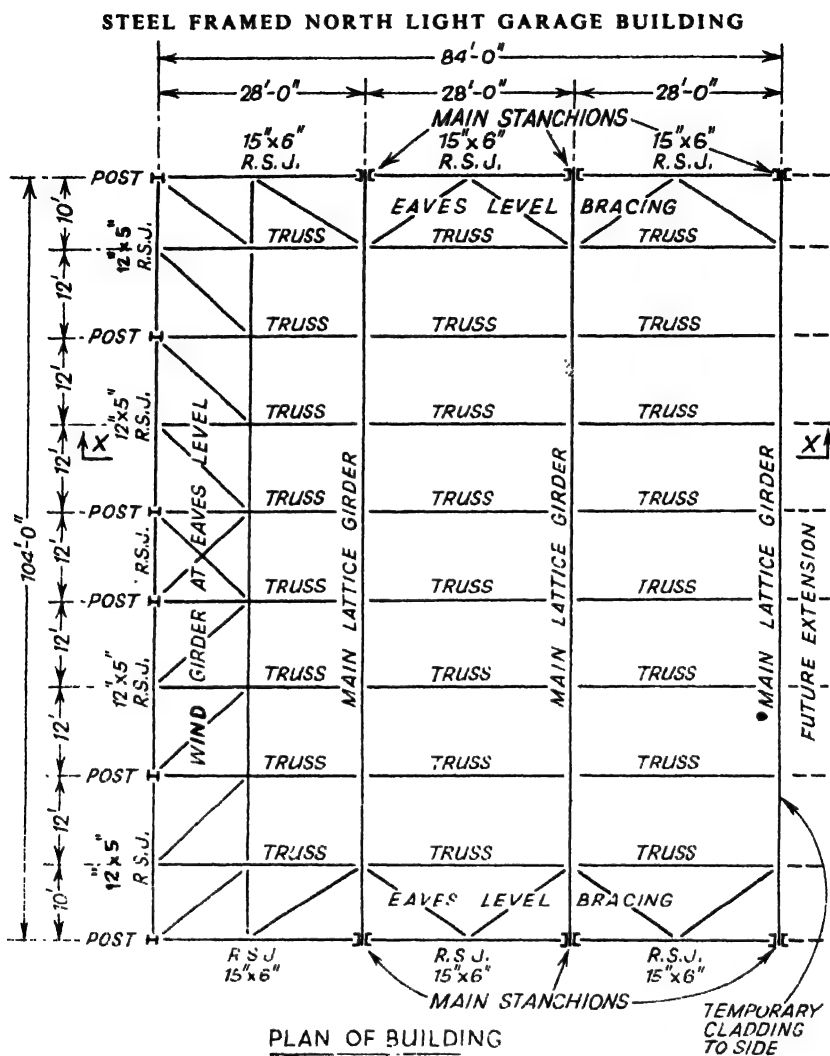 STEEL FRAMED NORTH LIGHT GARAGE BUILDING
84'-0"
28'-0" 28'-0" 28'-0"
MAIN STANCHIONS
15"x6" 15"x6" 15"x6"
R.S.J. R.S.J. R.S.J.
POST
10'
EAVES LEVEL BRACING
12"x5"
R.S.J.
TRUSS TRUSS TRUSS
12'
POST
TRUSS TRUSS TRUSS
12'
12"x5"
R.S.J.
TRUSS TRUSS TRUSS
X X
12'
POST
TRUSS TRUSS TRUSS
104'-0"
12'
R.S.J.
POST
TRUSS TRUSS TRUSS
12'
12"x5"
R.S.J.
TRUSS TRUSS TRUSS
12'
POST
TRUSS TRUSS TRUSS
12'
12"x5"
R.S.J.
TRUSS TRUSS TRUSS
10'
EAVES LEVEL BRACING
POST
WIND GIRDER AT EAVES LEVEL
MAIN LATTICE GIRDER
MAIN LATTICE GIRDER
MAIN LATTICE GIRDER
FUTURE EXTENSION
R.S.J R.S.J. R.S.J.
15"x6" 15"x6" 15"x6"
MAIN STANCHIONS
TEMPORARY
CLADDING
TO SIDE
PLAN OF BUILDING